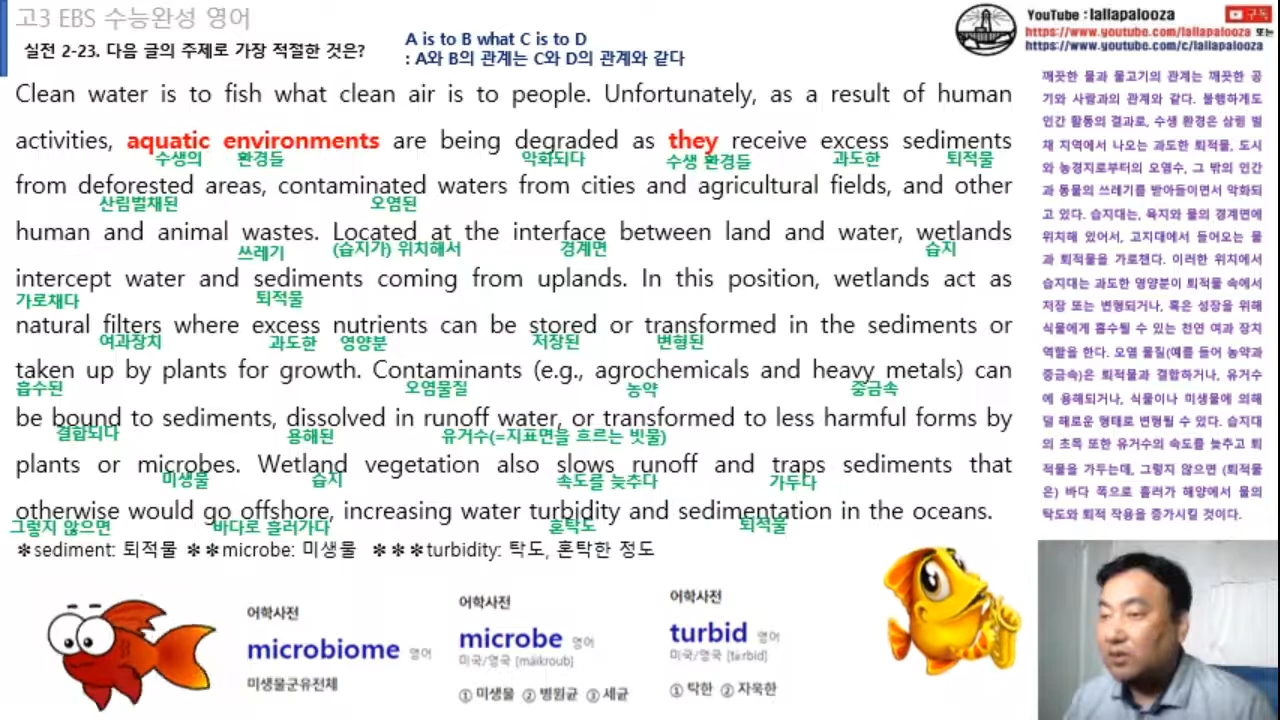 고3 EBS 수능완성 영어
실전 2-23. 다음 글의 주제로 가장 적절한 것은?
A is to B what C is to D
: A와 B의 관계는 C와 D의 관계와 같다
YouTube : lallapalooza
구독
https://www.youtube.com/lallapalooza 또는
https://www.youtube.com/c/lallapalooza
Clean water is to fish what clean air is to people. Unfortunately, as a result of human
activities, aquatic environments are being degraded as they receive excess sediments
수생의 환경들 악화되다 수생 환경들 과도한 퇴적물
from deforested areas, contaminated waters from cities and agricultural fields, and other
산림벌채된 오염된
human and animal wastes. Located at the interface between land and water, wetlands
쓰레기 (습지가) 위치해서 경계면 습지
intercept water and sediments coming from uplands. In this position, wetlands act as
가로채다 퇴적물
natural filters where excess nutrients can be stored or transformed in the sediments or
여과장치 과도한 영양분 저장된 변형된
taken up by plants for growth. Contaminants (e.g., agrochemicals and heavy metals) can
흡수된 오염물질 농약 중금속
be bound to sediments, dissolved in runoff water, or transformed to less harmful forms by
결합되다 용해된 유거수(=지표면을 흐르는 빗물)
plants or microbes. Wetland vegetation also slows runoff and traps sediments that
미생물 습지 속도를 늦추다 가두다
otherwise would go offshore, increasing water turbidity and sedimentation in the oceans.
그렇지 않으면 바다로 흘러가다 혼탁도 퇴적물
＊sediment: 퇴적물 ＊＊microbe: 미생물 ＊＊＊turbidity: 탁도, 혼탁한 정도
깨끗한 물과 물고기의 관계는 깨끗한 공
기와 사람과의 관계와 같다. 불행하게도
인간 활동의 결과로, 수생 환경은 삼림 벌
채 지역에서 나오는 과도한 퇴적물, 도시
와 농경지로부터의 오염수, 그 밖의 인간
과 동물의 쓰레기를 받아들이면서 악화되
고 있다. 습지대는, 육지와 물의 경계면에
위치해 있어서, 고지대에서 들어오는 물
과 퇴적물을 가로챈다. 이러한 위치에서
습지대는 과도한 영양분이 퇴적물 속에서
저장 또는 변형되거나, 혹은 성장을 위해
식물에게 흡수될 수 있는 천연 여과 장치
역할을 한다. 오염 물질(예를 들어 농약과
중금속)은 퇴적물과 결합하거나, 유거수
에 용해되거나, 식물이나 미생물에 의해
덜 해로운 형태로 변형될 수 있다. 습지대
의 초목 또한 유거수의 속도를 늦추고 퇴
적물을 가두는데, 그렇지 않으면 (퇴적물
은) 바다 쪽으로 흘러가 해양에서 물의
탁도와 퇴적 작용을 증가시킬 것이다.
어학사전
microbiome 영어
미생물군유전체
어학사전
microbe 영어
미국/영국 [máikroub]
① 미생물 ② 병원균 ③ 세균
어학사전
turbid 영어
미국/영국 [tə́ːrbid]
① 탁한 ② 자욱한